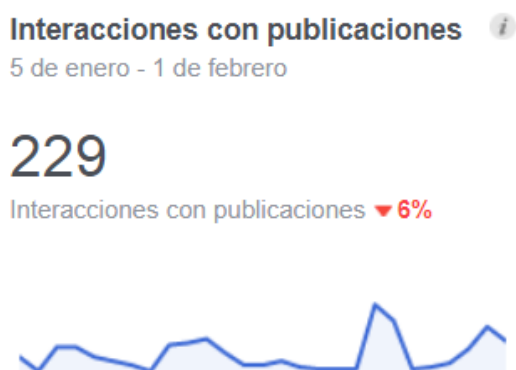 Interacciones con publicaciones i
5 de enero - 1 de febrero
229
Interacciones con publicaciones ▼ 6%